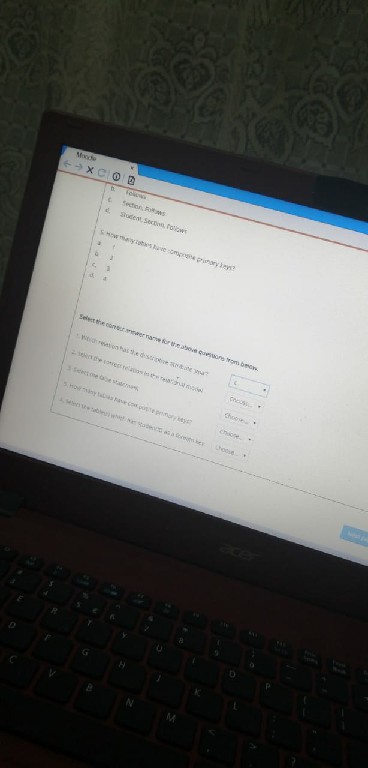 Moodle
b. Follows
c. Section, Follows
d. Student, Section, Follows
5. How many tables have composite primary keys?
a. 1
b. 2
c. 3
d. 4
Select the correct answer name for the above questions from below.
1. Which relation has the descriptive attribute 'year'? c.
2. Select the correct relation in the relational model Choose...
3. Select the false statement. Choose...
5. How many tables have composite primary keys? Choose...
4. Select the table(s) which has studentID as a foreign key Choose...
Next
acer